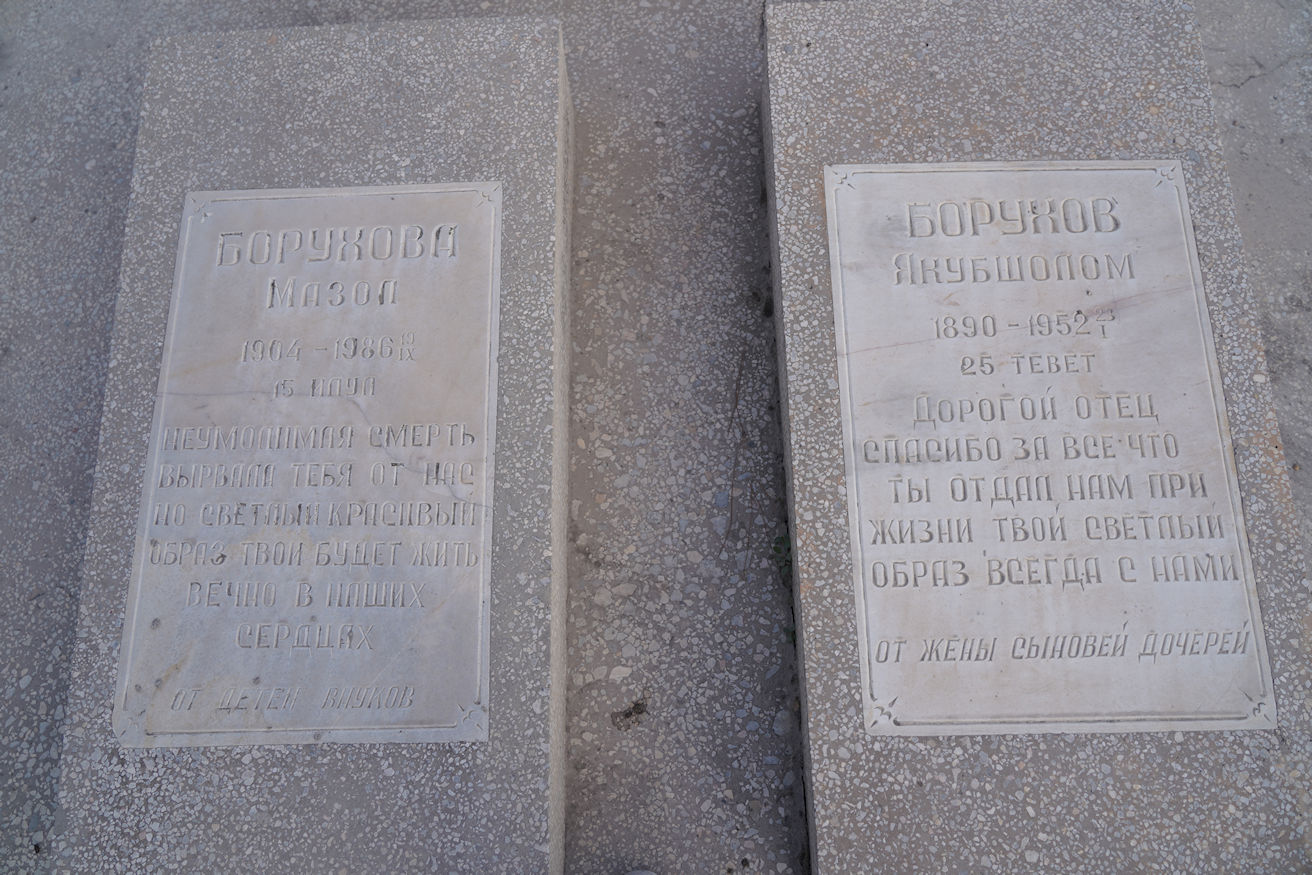 БОРУХОВА
Мазол
1904 - 1986 19/IX
15 ИЛУЛ
НЕУМОЛИМАЯ СМЕРТЬ
ВЫРВАЛА ТЕБЯ ОТ НАС
НО СВЕТЛЫЙ КРАСИВЫЙ
ОБРАЗ ТВОЙ БУДЕТ ЖИТЬ
ВЕЧНО В НАШИХ
СЕРДЦАХ
ОТ ДЕТЕЙ ВНУКОВ
БОРУХОВ
ЯКУБШОЛОМ
1890 - 1952 23/I
25 ТЕВЕТ
ДОРОГОЙ ОТЕЦ
СПАСИБО ЗА ВСЕ ЧТО
ТЫ ОТДАЛ НАМ ПРИ
ЖИЗНИ ТВОЙ СВЕТЛЫЙ
ОБРАЗ ВСЕГДА С НАМИ
ОТ ЖЕНЫ СЫНОВЕЙ ДОЧЕРЕЙ